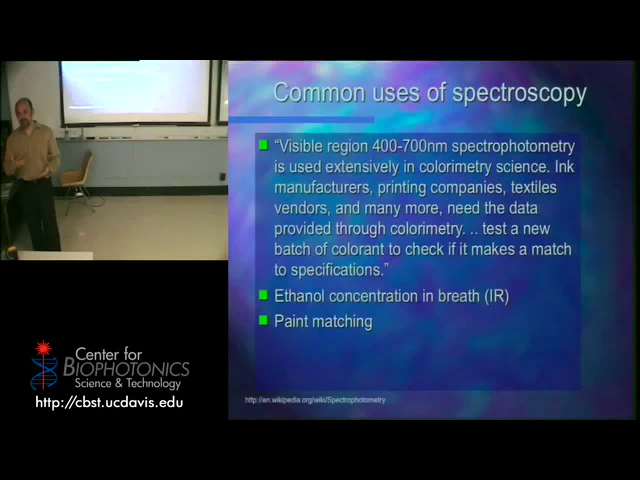 Common uses of spectroscopy
“Visible region 400-700nm spectrophotometry
is used extensively in colorimetry science. Ink
manufacturers, printing companies, textiles
vendors, and many more, need the data
provided through colorimetry. .. test a new
batch of colorant to check if it makes a match
to specifications.”
Ethanol concentration in breath (IR)
Paint matching
http://en.wikipedia.org/wiki/Spectrophotometry
Center for
BIOPHOTONICS
Science & Technology
http://cbst.ucdavis.edu